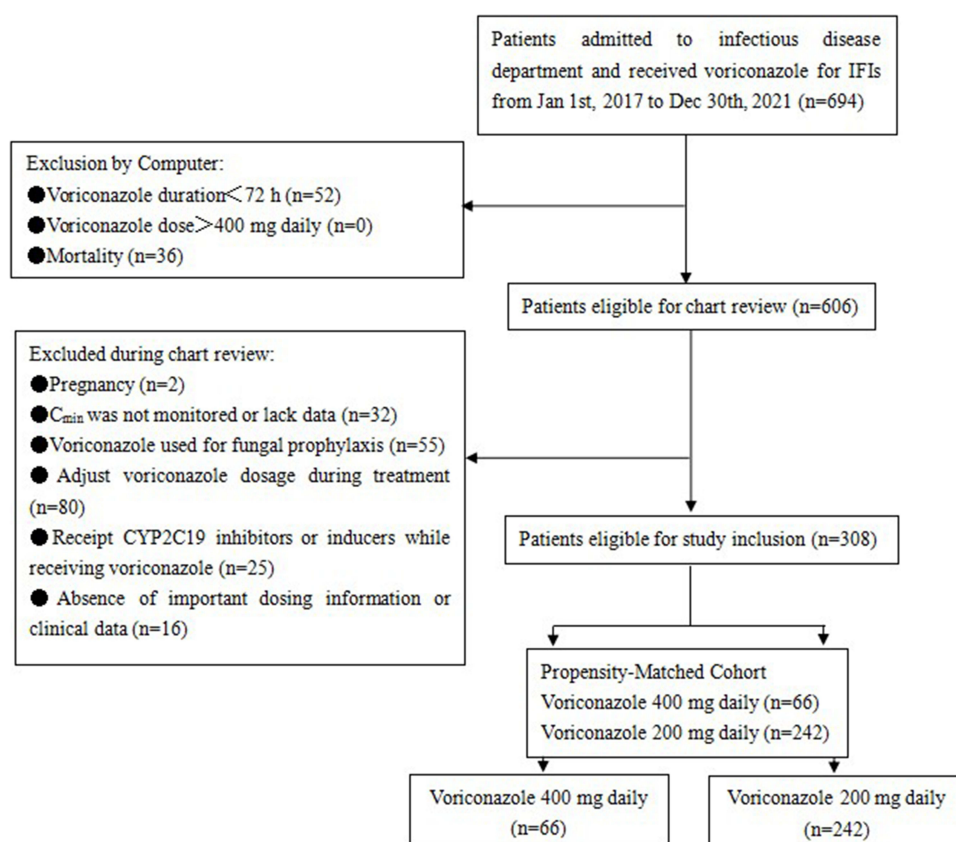 Patients admitted to infectious disease
department and received voriconazole for IFIs
from Jan 1st, 2017 to Dec 30th, 2021 (n=694)
Exclusion by Computer:
●Voriconazole duration＜72 h (n=52)
●Voriconazole dose＞400 mg daily (n=0)
●Mortality (n=36)
Patients eligible for chart review (n=606)
Excluded during chart review:
●Pregnancy (n=2)
●Cmin was not monitored or lack data (n=32)
●Voriconazole used for fungal prophylaxis (n=55)
● Adjust voriconazole dosage during treatment
(n=80)
●Receipt CYP2C19 inhibitors or inducers while
receiving voriconazole (n=25)
● Absence of important dosing information or
clinical data (n=16)
Patients eligible for study inclusion (n=308)
Propensity-Matched Cohort
Voriconazole 400 mg daily (n=66)
Voriconazole 200 mg daily (n=242)
Voriconazole 400 mg daily
(n=66)
Voriconazole 200 mg daily
(n=242)